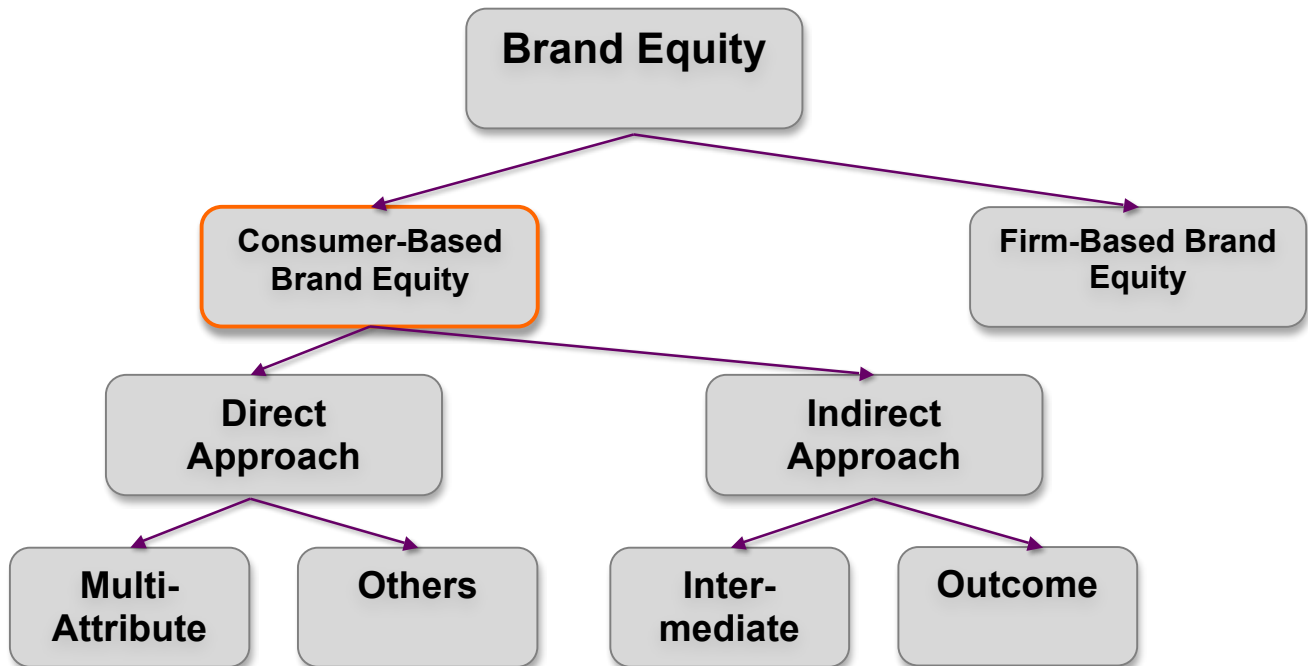 Brand Equity
Consumer-Based
Brand Equity
Firm-Based Brand
Equity
Direct
Approach
Indirect
Approach
Multi-
Attribute
Others
Inter-
mediate
Outcome